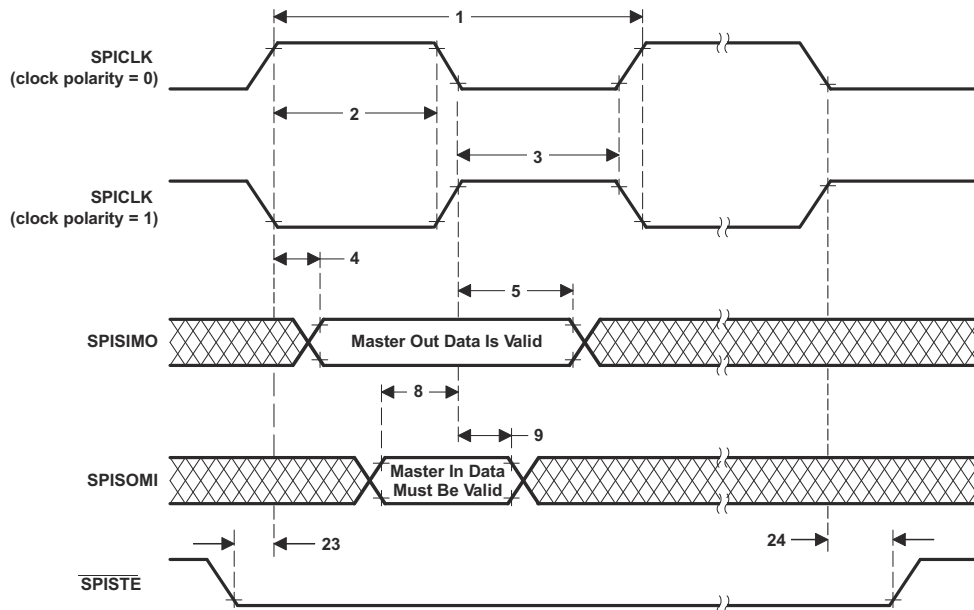 1
SPICLK
(clock polarity = 0)
2
3
SPICLK
(clock polarity = 1)
4
5
SPISIMO
Master Out Data Is Valid
8
9
SPISOMI
Master In Data
Must Be Valid
23
24
SPISTE